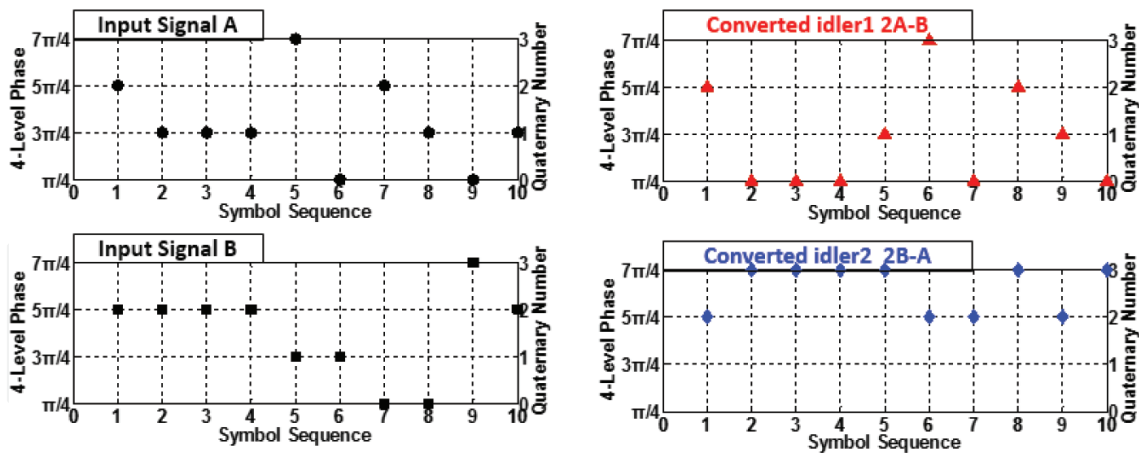 Input Signal A
4-Level Phase
7π/4
5π/4
3π/4
π/4
3
2
1
0
Quaternary Number
0 1 2 3 4 5 6 7 8 9 10
Symbol Sequence
Converted idler1 2A-B
4-Level Phase
7π/4
5π/4
3π/4
π/4
3
2
1
0
Quaternary Number
0 1 2 3 4 5 6 7 8 9 10
Symbol Sequence
Input Signal B
4-Level Phase
7π/4
5π/4
3π/4
π/4
3
2
1
0
Quaternary Number
0 1 2 3 4 5 6 7 8 9 10
Symbol Sequence
Converted idler2 2B-A
4-Level Phase
7π/4
5π/4
3π/4
π/4
3
2
1
0
Quaternary Number
0 1 2 3 4 5 6 7 8 9 10
Symbol Sequence